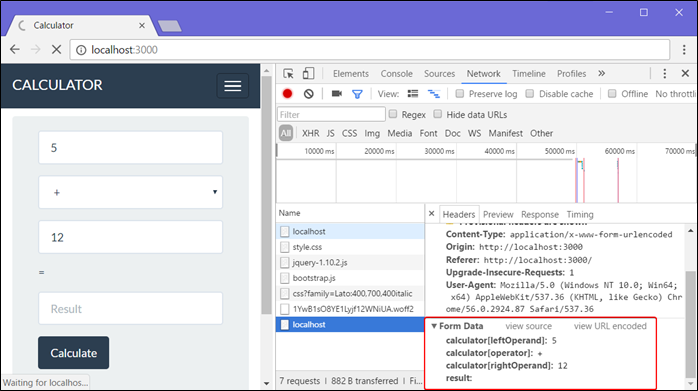 Calculator
localhost:3000
CALCULATOR
5
+
12
=
Result
Calculate
Waiting for localhos...
Elements Console Sources Network Timeline Profiles
View: Preserve log Disable cache Offline No throttli
Filter Regex Hide data URLs
All XHR JS CSS Img Media Font Doc WS Manifest Other
10000 ms 20000 ms 30000 ms 40000 ms 50000 ms 60000 ms 70000 ms
Name
localhost
style.css
jquery-1.10.2.js
bootstrap.js
css?family=Lato:400,700,400italic
1YwB1sO8YE1Lyjf12WNiUA.woff2
localhost
7 requests | 882 B transferred | Fi...
Headers Preview Response Timing
Provisional headers are shown
Content-Type: application/x-www-form-urlencoded
Origin: http://localhost:3000
Referer: http://localhost:3000/
Upgrade-Insecure-Requests: 1
User-Agent: Mozilla/5.0 (Windows NT 10.0; Win64;
x64) AppleWebKit/537.36 (KHTML, like Gecko) Chr
ome/56.0.2924.87 Safari/537.36
Form Data view source view URL encoded
calculator[leftOperand]: 5
calculator[operator]: +
calculator[rightOperand]: 12
result: